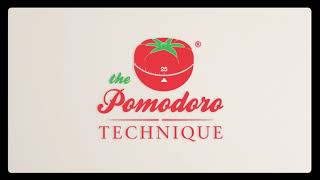 ®
25
the
Pomodoro
TECHNIQUE